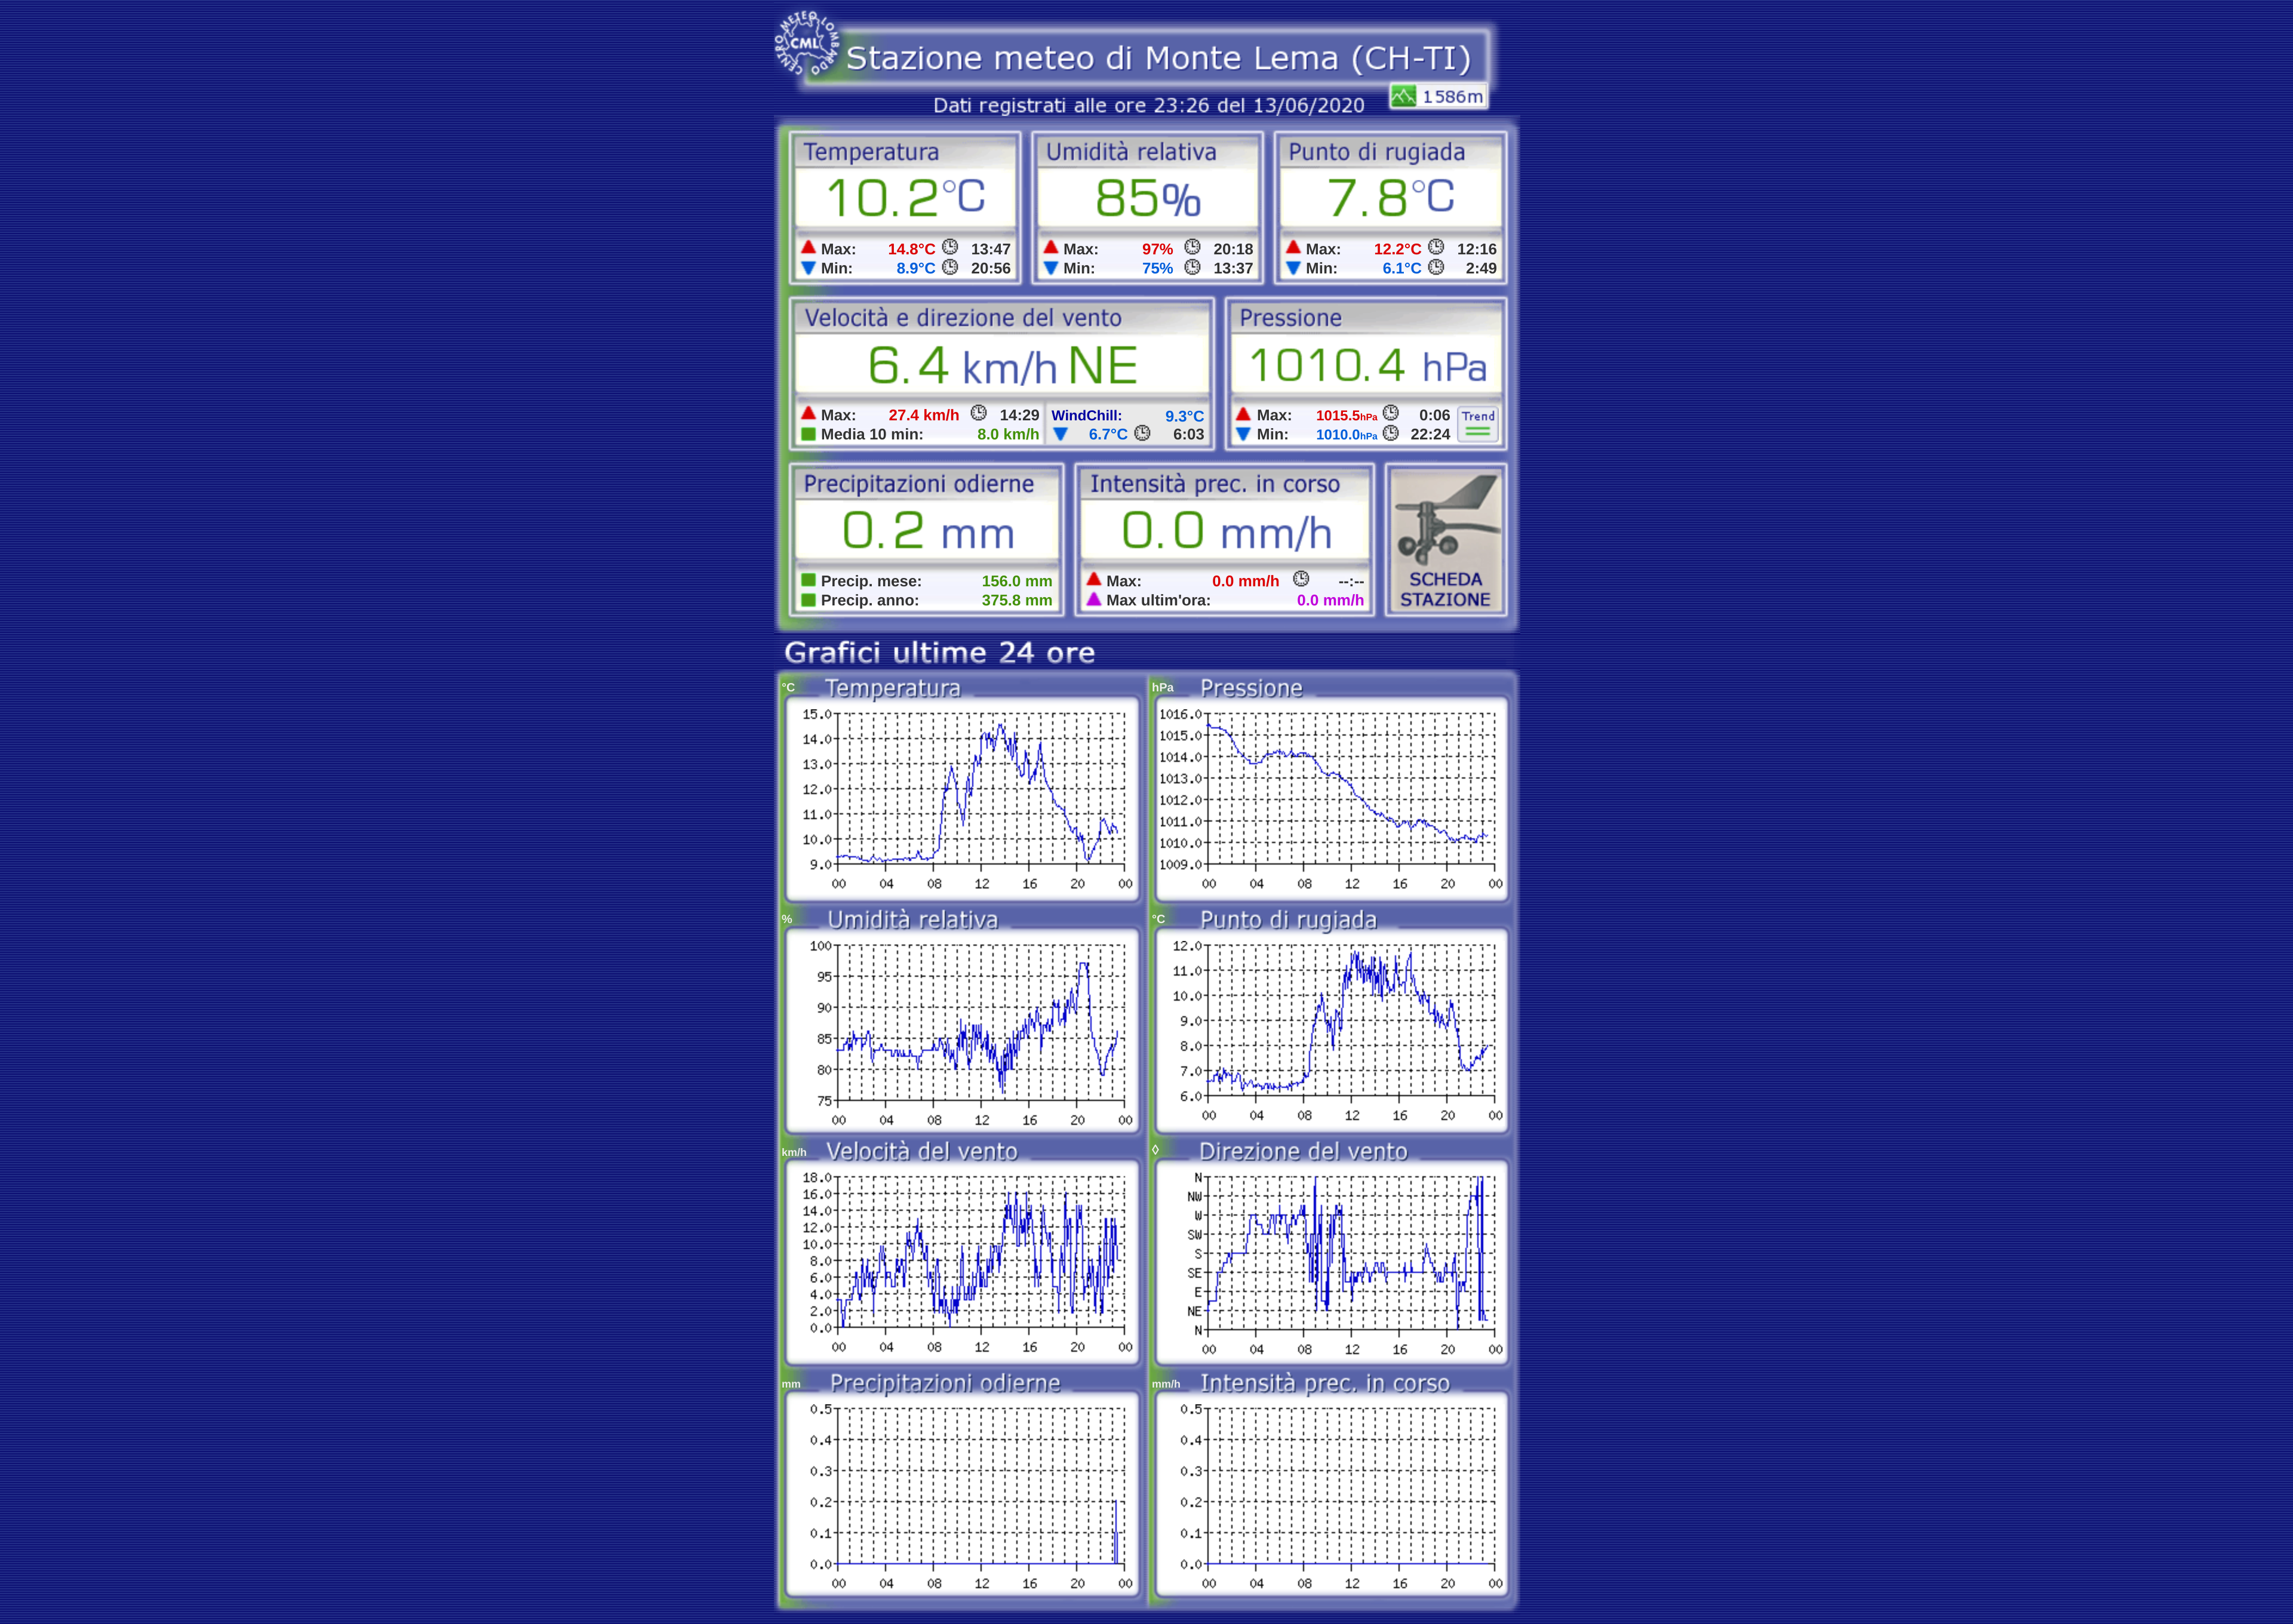 CENTRO METEO LOMBARDO
CML
Stazione meteo di Monte Lema (CH-TI)
Dati registrati alle ore 23:26 del 13/06/2020
1586m
Temperatura
10.2°C
Max: 14.8°C 13:47
Min: 8.9°C 20:56
Umidità relativa
85%
Max: 97% 20:18
Min: 75% 13:37
Punto di rugiada
7.8°C
Max: 12.2°C 12:16
Min: 6.1°C 2:49
Velocità e direzione del vento
6.4 km/h NE
Max: 27.4 km/h 14:29
Media 10 min: 8.0 km/h
WindChill: 9.3°C
6.7°C 6:03
Pressione
1010.4 hPa
Max: 1015.5hPa 0:06
Min: 1010.0hPa 22:24
Trend
Precipitazioni odierne
0.2 mm
Precip. mese: 156.0 mm
Precip. anno: 375.8 mm
Intensità prec. in corso
0.0 mm/h
Max: 0.0 mm/h --:--
Max ultim'ora: 0.0 mm/h
SCHEDA
STAZIONE
Grafici ultime 24 ore
°C Temperatura
15.0
14.0
13.0
12.0
11.0
10.0
9.0
00 04 08 12 16 20 00
hPa Pressione
1016.0
1015.0
1014.0
1013.0
1012.0
1011.0
1010.0
1009.0
00 04 08 12 16 20 00
% Umidità relativa
100
95
90
85
80
75
00 04 08 12 16 20 00
°C Punto di rugiada
12.0
11.0
10.0
9.0
8.0
7.0
6.0
00 04 08 12 16 20 00
km/h Velocità del vento
18.0
16.0
14.0
12.0
10.0
8.0
6.0
4.0
2.0
0.0
00 04 08 12 16 20 00
◊ Direzione del vento
N
NW
W
SW
S
SE
E
NE
N
00 04 08 12 16 20 00
mm Precipitazioni odierne
0.5
0.4
0.3
0.2
0.1
0.0
00 04 08 12 16 20 00
mm/h Intensità prec. in corso
0.5
0.4
0.3
0.2
0.1
0.0
00 04 08 12 16 20 00